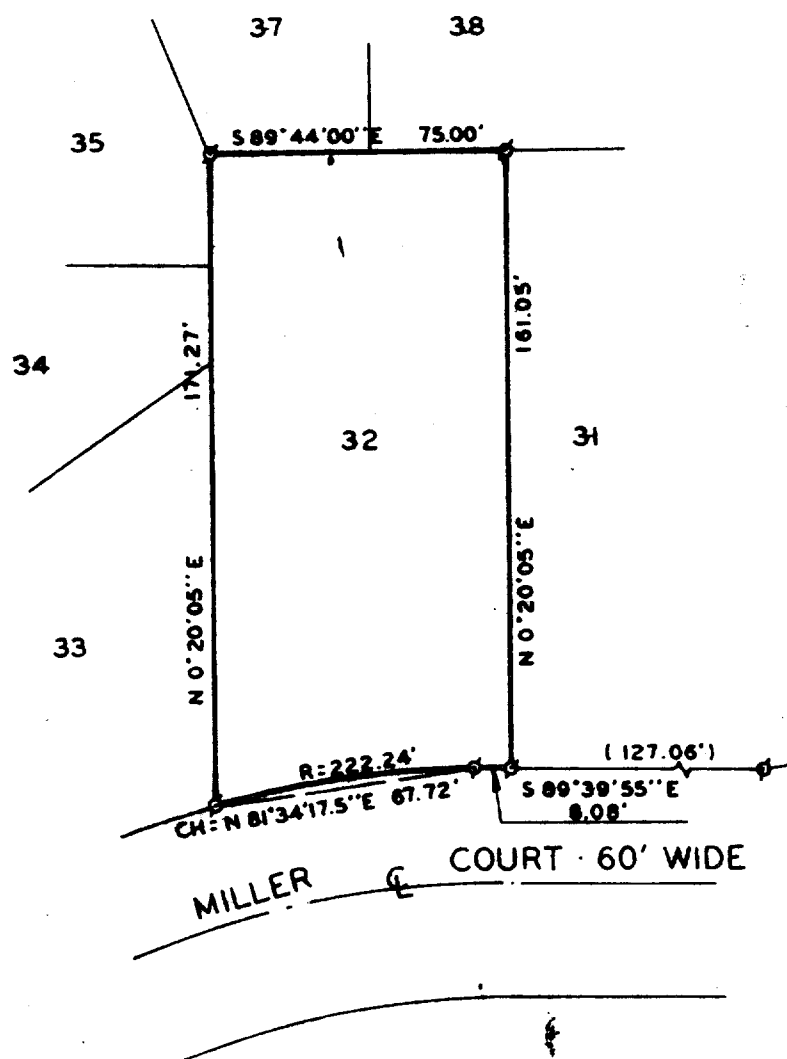 37
38
35
S 89°44'00"E 75.00'
171.27'
161.05'
34
32
31
N 0°20'05"E
N 0°20'05"E
33
R=222.24'
(127.06')
CH= N 81°34'17.5"E 67.72'
S 89°39'55"E
8.08'
MILLER ℄ COURT · 60' WIDE